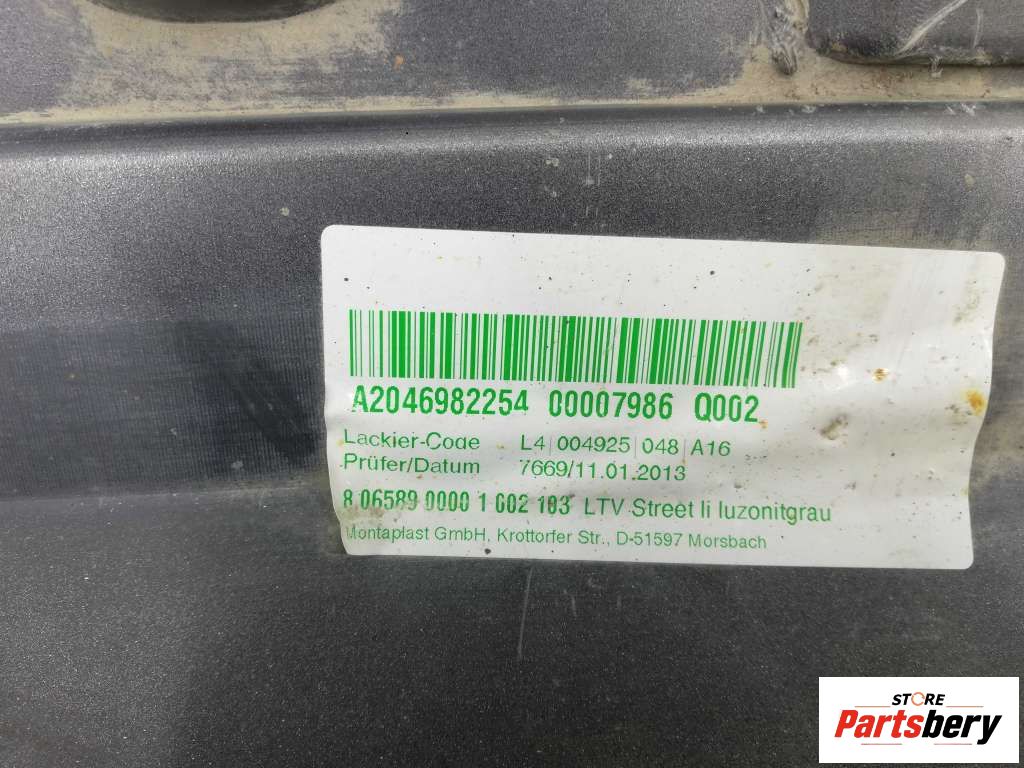 A2046982254 00007986 Q002
Lackier-Code L4|004925|048|A16
Prüfer/Datum 7669/11.01.2013
8 06589 0000 1 002 103 LTV Street li luzonitgrau
Montaplast GmbH, Krottorfer Str., D-51597 Morsbach
STORE
Partsbery